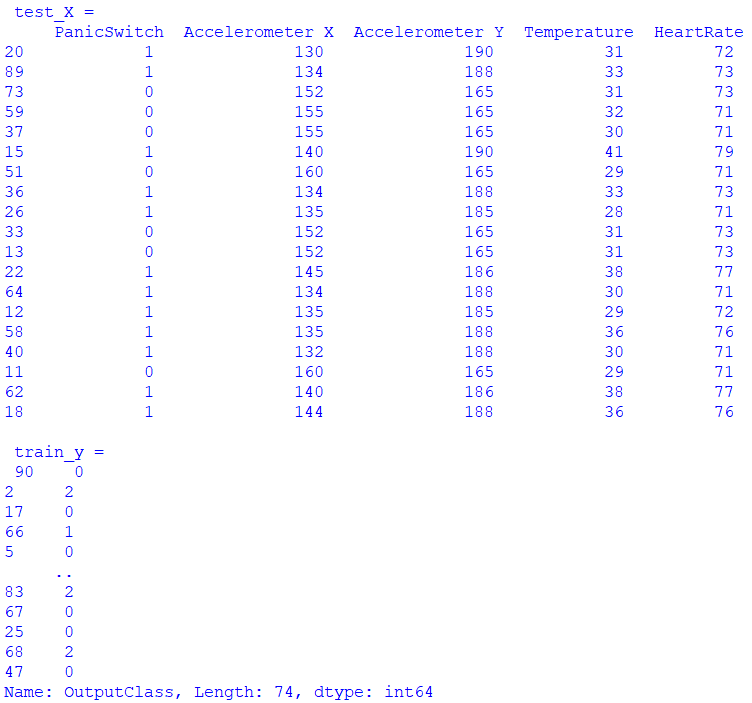 test_X =
PanicSwitch Accelerometer X Accelerometer Y Temperature HeartRate
20 1 130 190 31 72
89 1 134 188 33 73
73 0 152 165 31 73
59 0 155 165 32 71
37 0 155 165 30 71
15 1 140 190 41 79
51 0 160 165 29 71
36 1 134 188 33 73
26 1 135 185 28 71
33 0 152 165 31 73
13 0 152 165 31 73
22 1 145 186 38 77
64 1 134 188 30 71
12 1 135 185 29 72
58 1 135 188 36 76
40 1 132 188 30 71
11 0 160 165 29 71
62 1 140 186 38 77
18 1 144 188 36 76
train_y =
90 0
2 2
17 0
66 1
5 0
..
83 2
67 0
25 0
68 2
47 0
Name: OutputClass, Length: 74, dtype: int64